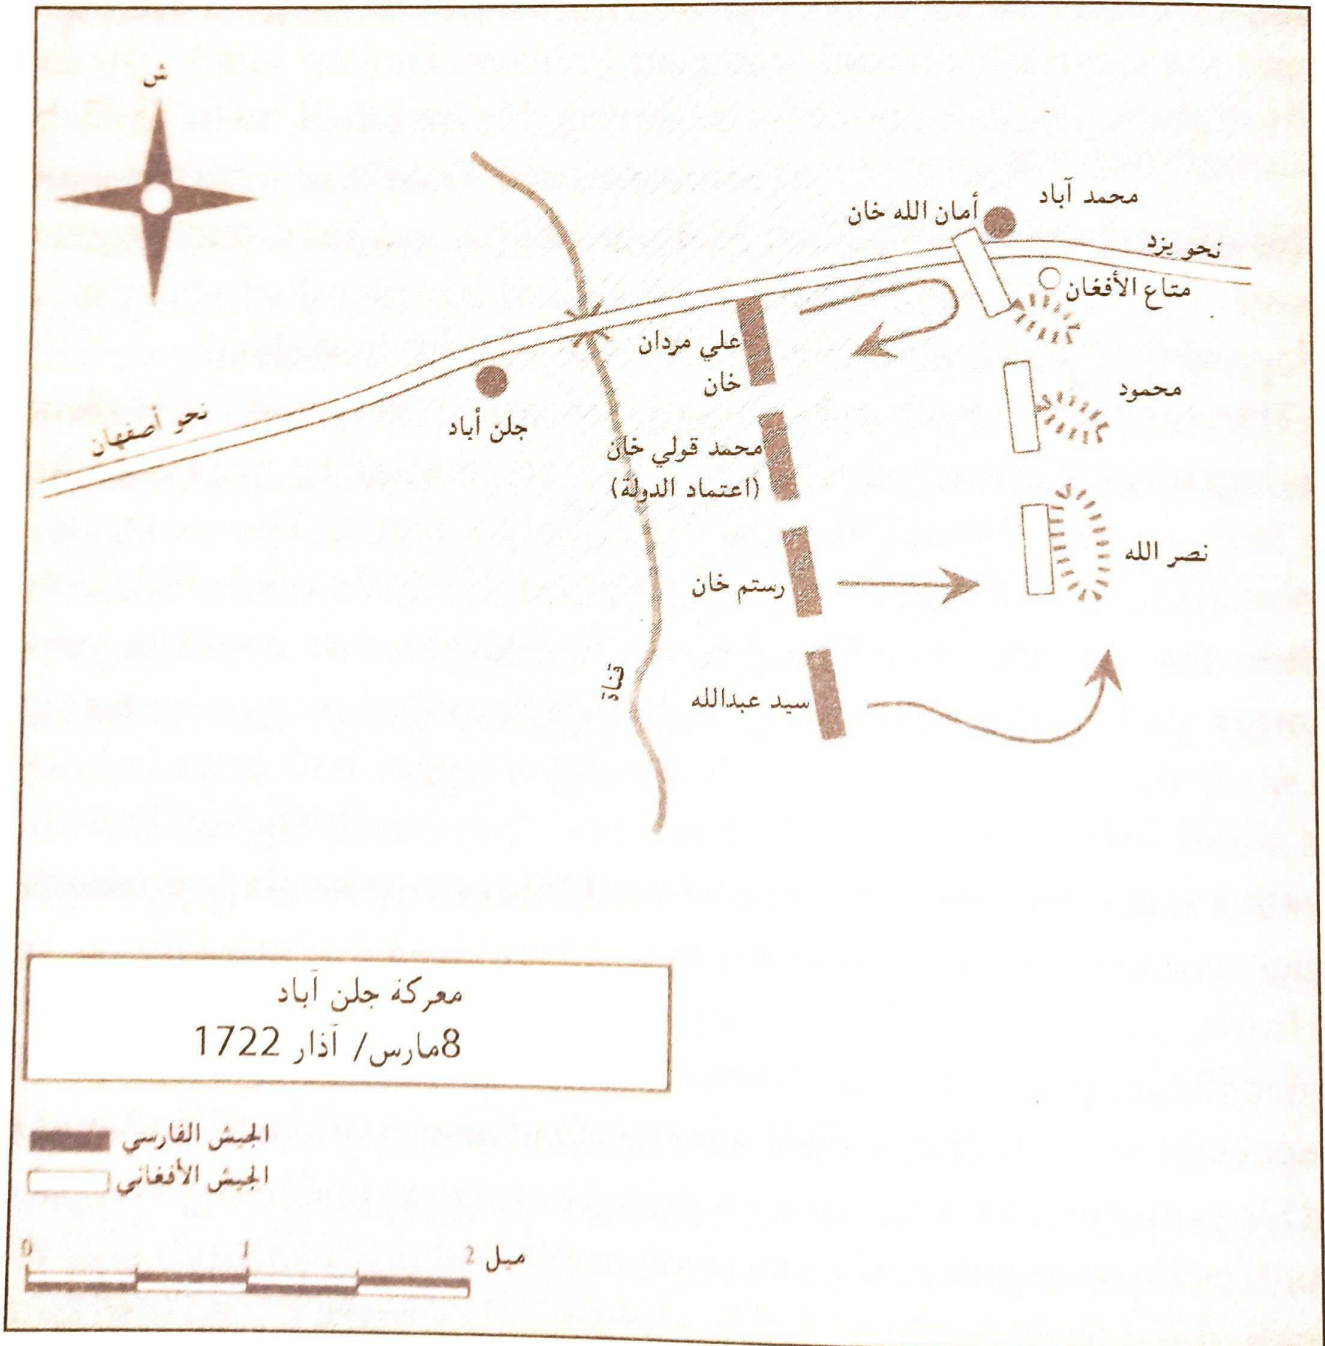 ش
محمد آباد
أمان الله خان
نحو يزد
متاع الأفغان
علي مردان
خان
محمود
جلن أباد
نحو اصفهان
محمد قولي خان
(اعتماد الدولة)
نصر الله
رستم خان
قناة
سيد عبدالله
معركة جلن آباد
8مارس/ آذار 1722
الجيش الفارسي
الجيش الأفغاني
0 1 2 ميل